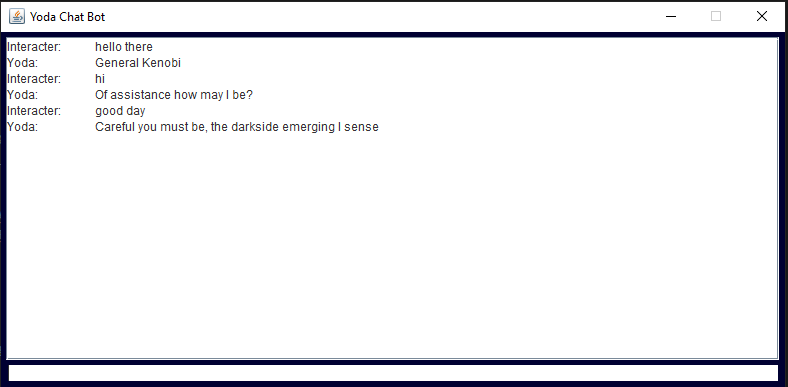 Yoda Chat Bot
Interacter: hello there
Yoda: General Kenobi
Interacter: hi
Yoda: Of assistance how may I be?
Interacter: good day
Yoda: Careful you must be, the darkside emerging I sense